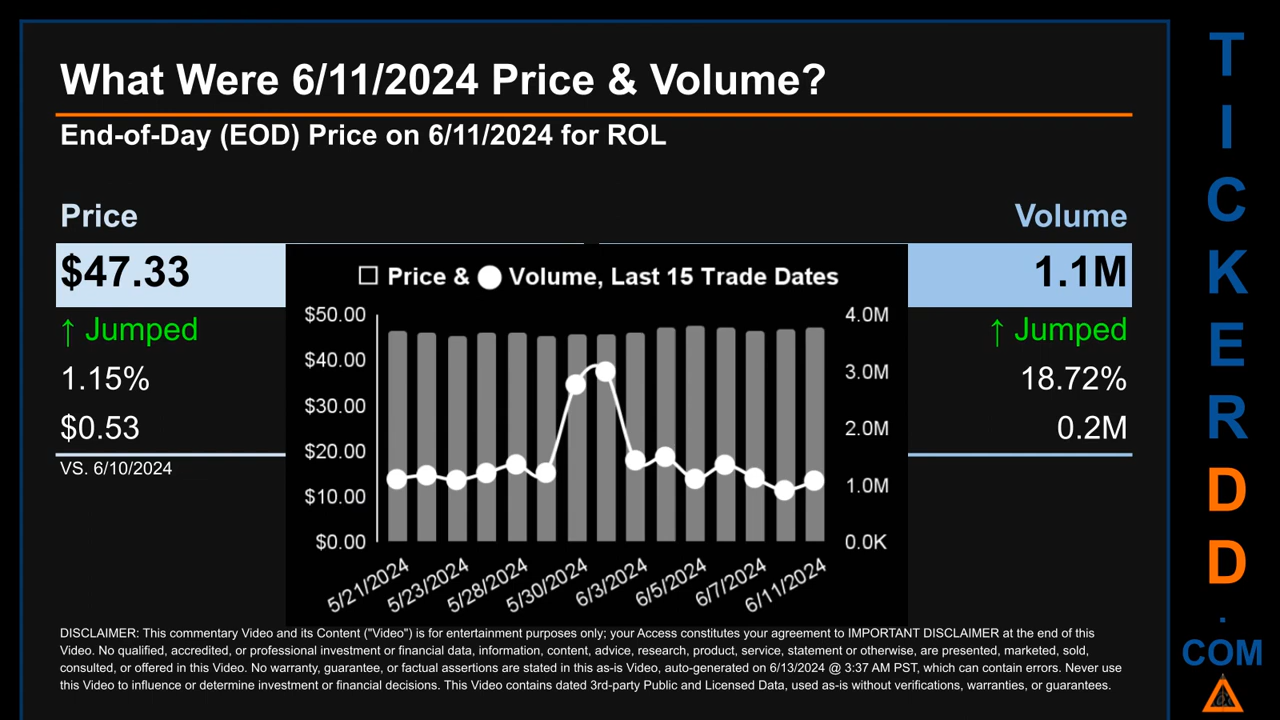 What Were 6/11/2024 Price & Volume?
End-of-Day (EOD) Price on 6/11/2024 for ROL
Price
Volume
$47.33
1.1M
↑ Jumped
↑ Jumped
1.15%
18.72%
$0.53
0.2M
VS. 6/10/2024
Price & Volume, Last 15 Trade Dates
$50.00
$40.00
$30.00
$20.00
$10.00
$0.00
4.0M
3.0M
2.0M
1.0M
0.0K
5/21/2024
5/23/2024
5/28/2024
5/30/2024
6/3/2024
6/5/2024
6/7/2024
6/11/2024
DISCLAIMER: This commentary Video and its Content ("Video") is for entertainment purposes only; your Access constitutes your agreement to IMPORTANT DISCLAIMER at the end of this
Video. No qualified, accredited, or professional investment or financial data, information, content, advice, research, product, service, statement or otherwise, are presented, marketed, sold,
consulted, or offered in this Video. No warranty, guarantee, or factual assertions are stated in this as-is Video, auto-generated on 6/13/2024 @ 3:37 AM PST, which can contain errors. Never use
this Video to influence or determine investment or financial decisions. This Video contains dated 3rd-party Public and Licensed Data, used as-is without verifications, warranties, or guarantees.
T
I
C
K
E
R
D
D
.
COM